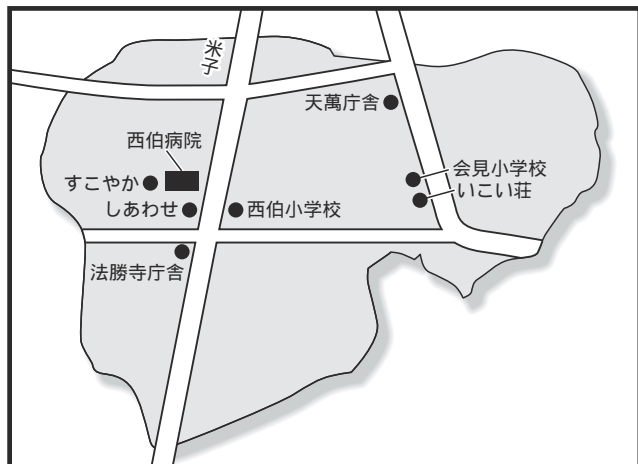 米子
天萬庁舎
西伯病院
会見小学校
すこやか
いこい荘
しあわせ
西伯小学校
法勝寺庁舎